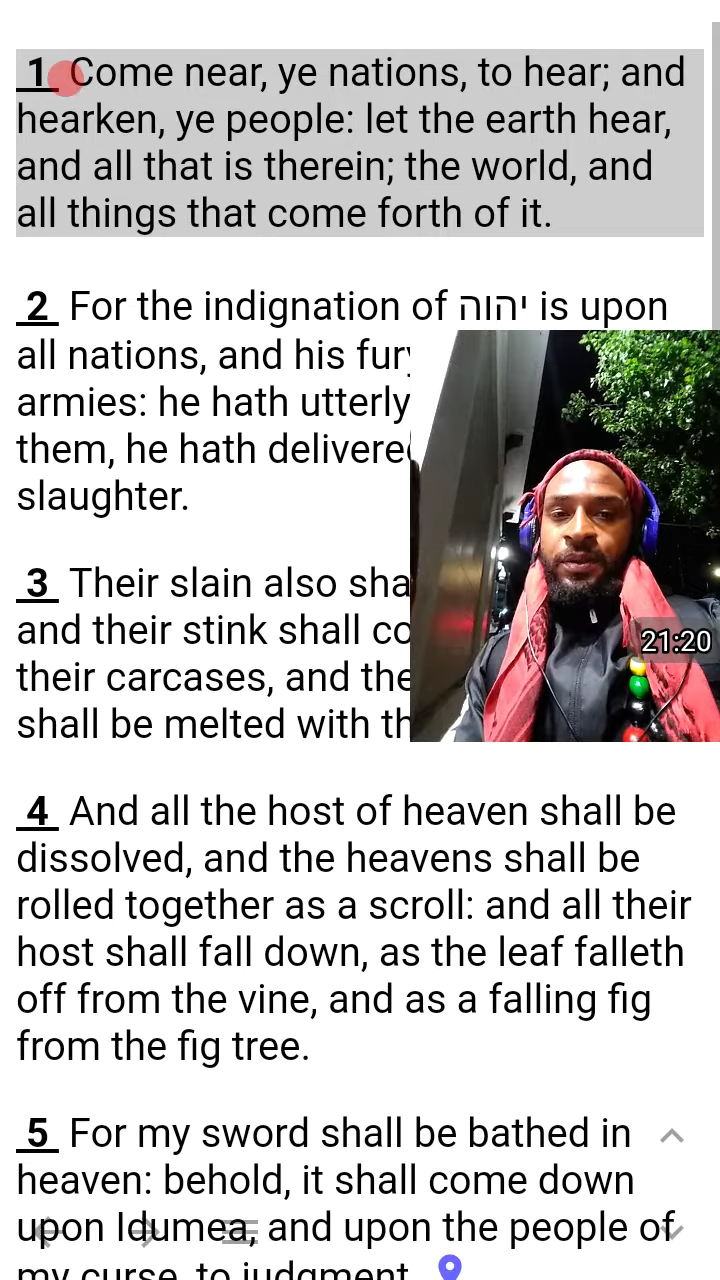 1 Come near, ye nations, to hear; and
hearken, ye people: let the earth hear,
and all that is therein; the world, and
all things that come forth of it.
2 For the indignation of יהוה is upon
all nations, and his fury
armies: he hath utterly
them, he hath delivered
slaughter.
3 Their slain also
and their stink shall
their carcases, and
shall be melted with
21:20
4 And all the host of heaven shall be
dissolved, and the heavens shall be
rolled together as a scroll: and all their
host shall fall down, as the leaf falleth
off from the vine, and as a falling fig
from the fig tree.
5 For my sword shall be bathed in
heaven: behold, it shall come down
upon Idumea, and upon the people of
my curse, to judgment.